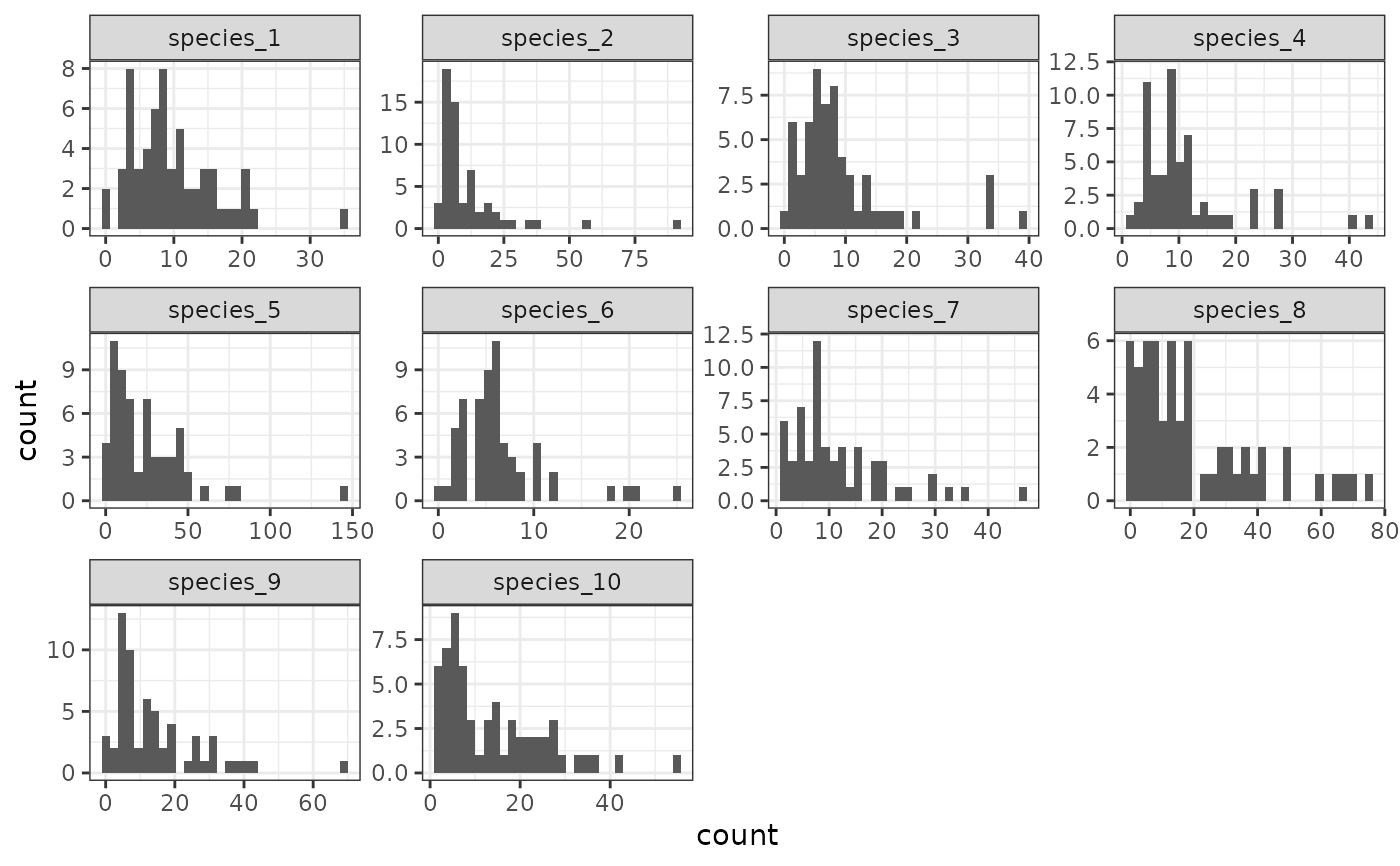 species_1 species_2 species_3 species_4
8 6 4 2 0
15 10 5 0
7.5 5.0 2.5 0.0
12.5 10.0 7.5 5.0 2.5 0.0
0 10 20 30
0 25 50 75
0 10 20 30 40
0 10 20 30 40
species_5 species_6 species_7 species_8
9 6 3 0
9 6 3 0
12.5 10.0 7.5 5.0 2.5 0.0
6 4 2 0
0 50 100 150
0 10 20
0 10 20 30 40
0 20 40 60 80
species_9 species_10
10 5 0
7.5 5.0 2.5 0.0
0 20 40 60
0 20 40
count
count